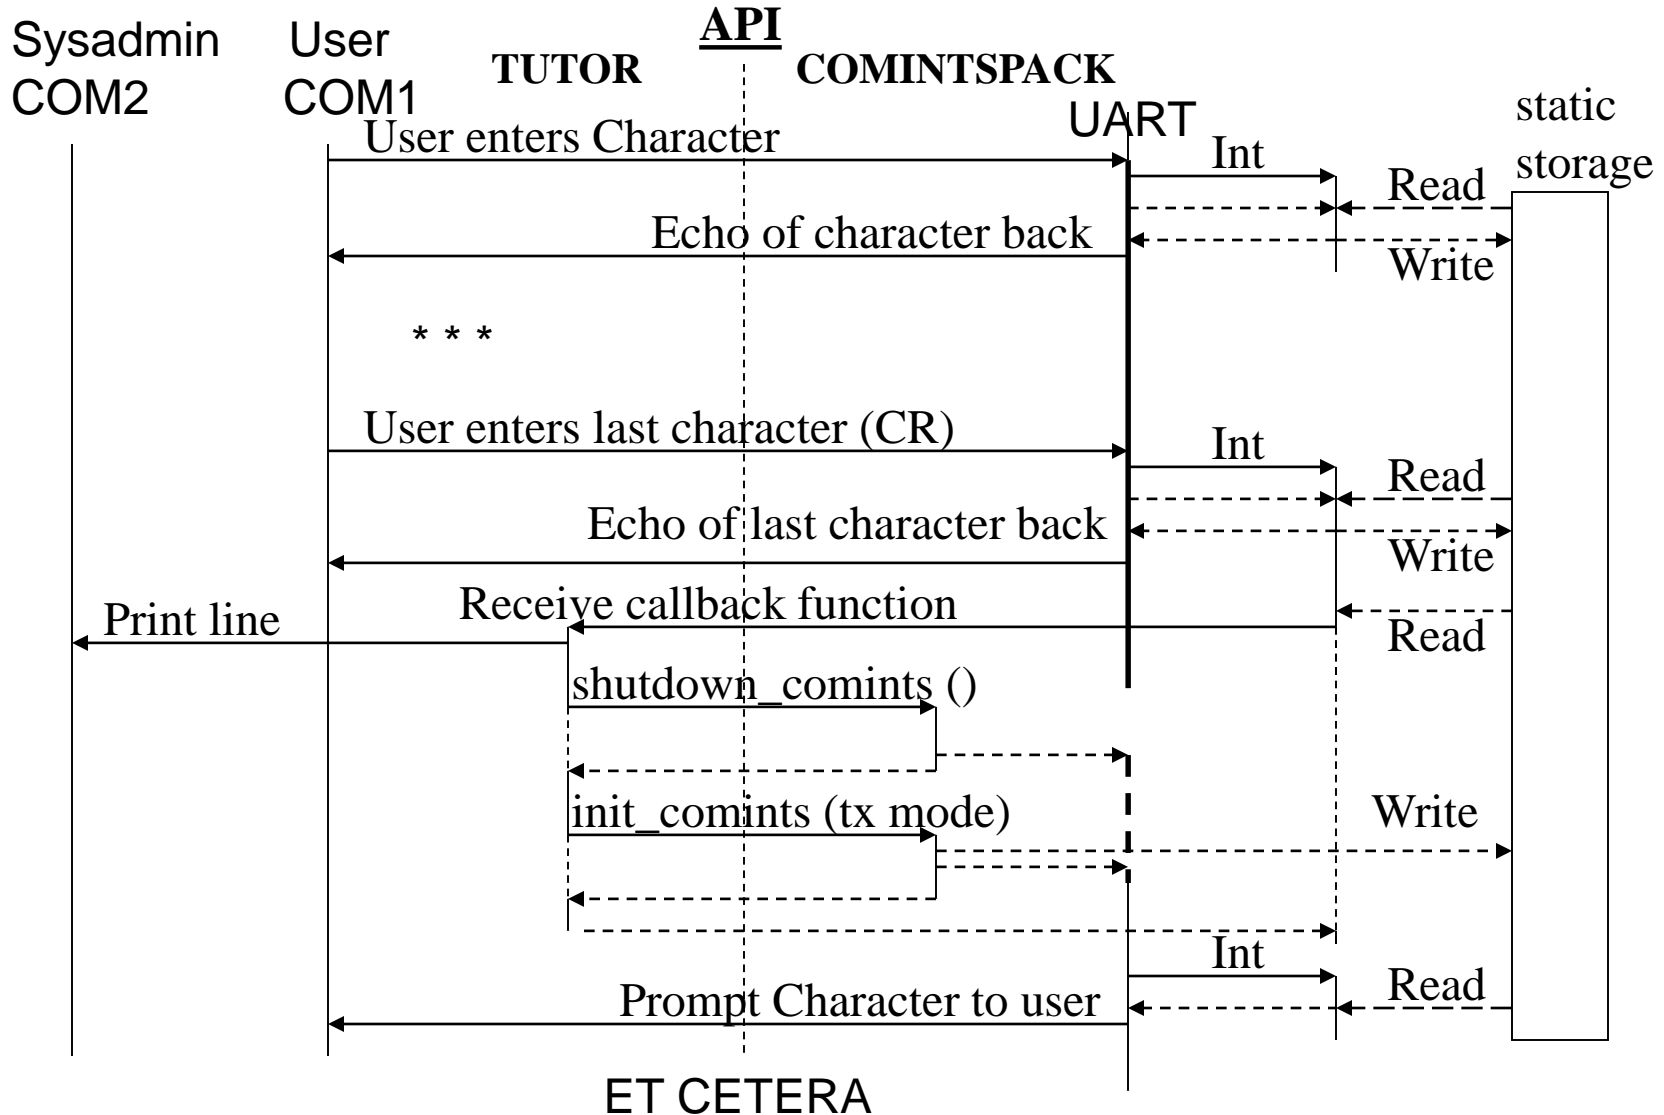 API
Sysadmin
User
TUTOR
COMINTSPACK
COM2
COM1
UART
static
storage
User enters Character
Int
Read
Echo of character back
Write
* * *
User enters last character (CR)
Int
Read
Echo of last character back
Write
Receive callback function
Print line
Read
shutdown_comints ()
init_comints (tx mode)
Write
Int
Read
Prompt Character to user
ET CETERA